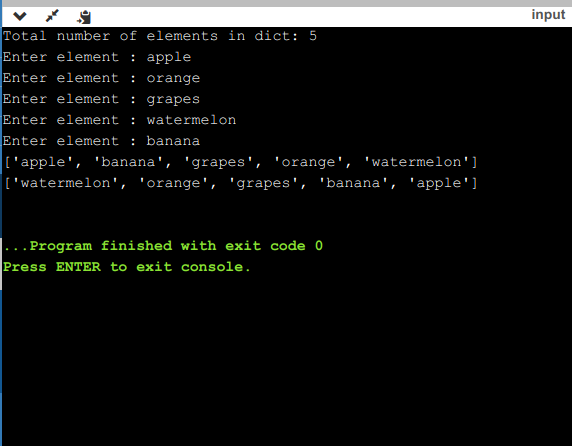 input
Total number of elements in dict: 5
Enter element : apple
Enter element : orange
Enter element : grapes
Enter element : watermelon
Enter element : banana
['apple', 'banana', 'grapes', 'orange', 'watermelon']
['watermelon', 'orange', 'grapes', 'banana', 'apple']
...Program finished with exit code 0
Press ENTER to exit console.